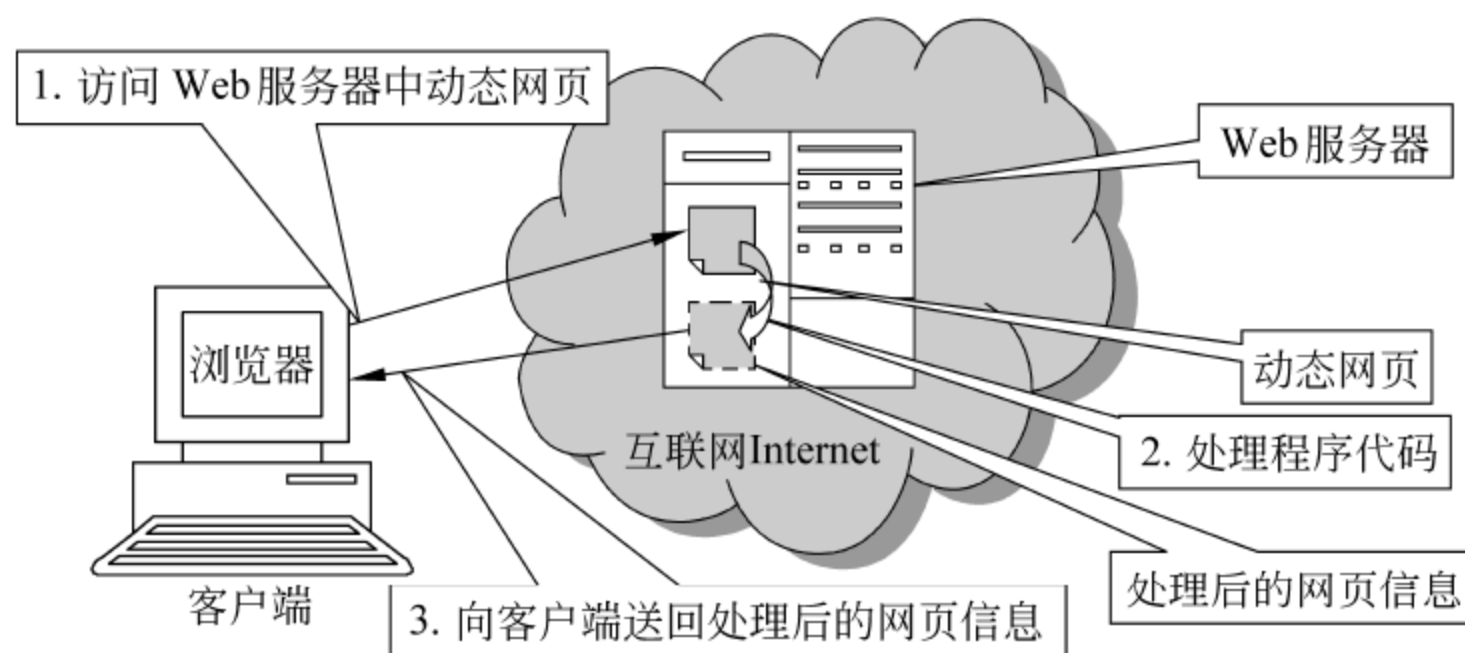 1. 访问 Web服务器中动态网页
Web服务器
浏览器
动态网页
互联网Internet
2. 处理程序代码
处理后的网页信息
客户端
3. 向客户端送回处理后的网页信息